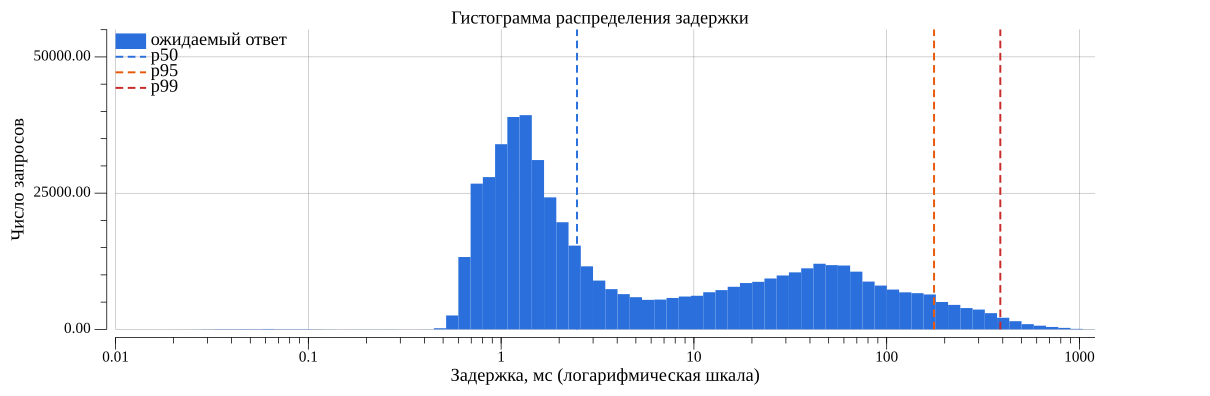 Гистограмма распределения задержки
ожидаемый ответ
p50
p95
p99
50000.00
25000.00
0.00
Число запросов
0.01 0.1 1 10 100 1000
Задержка, мс (логарифмическая шкала)